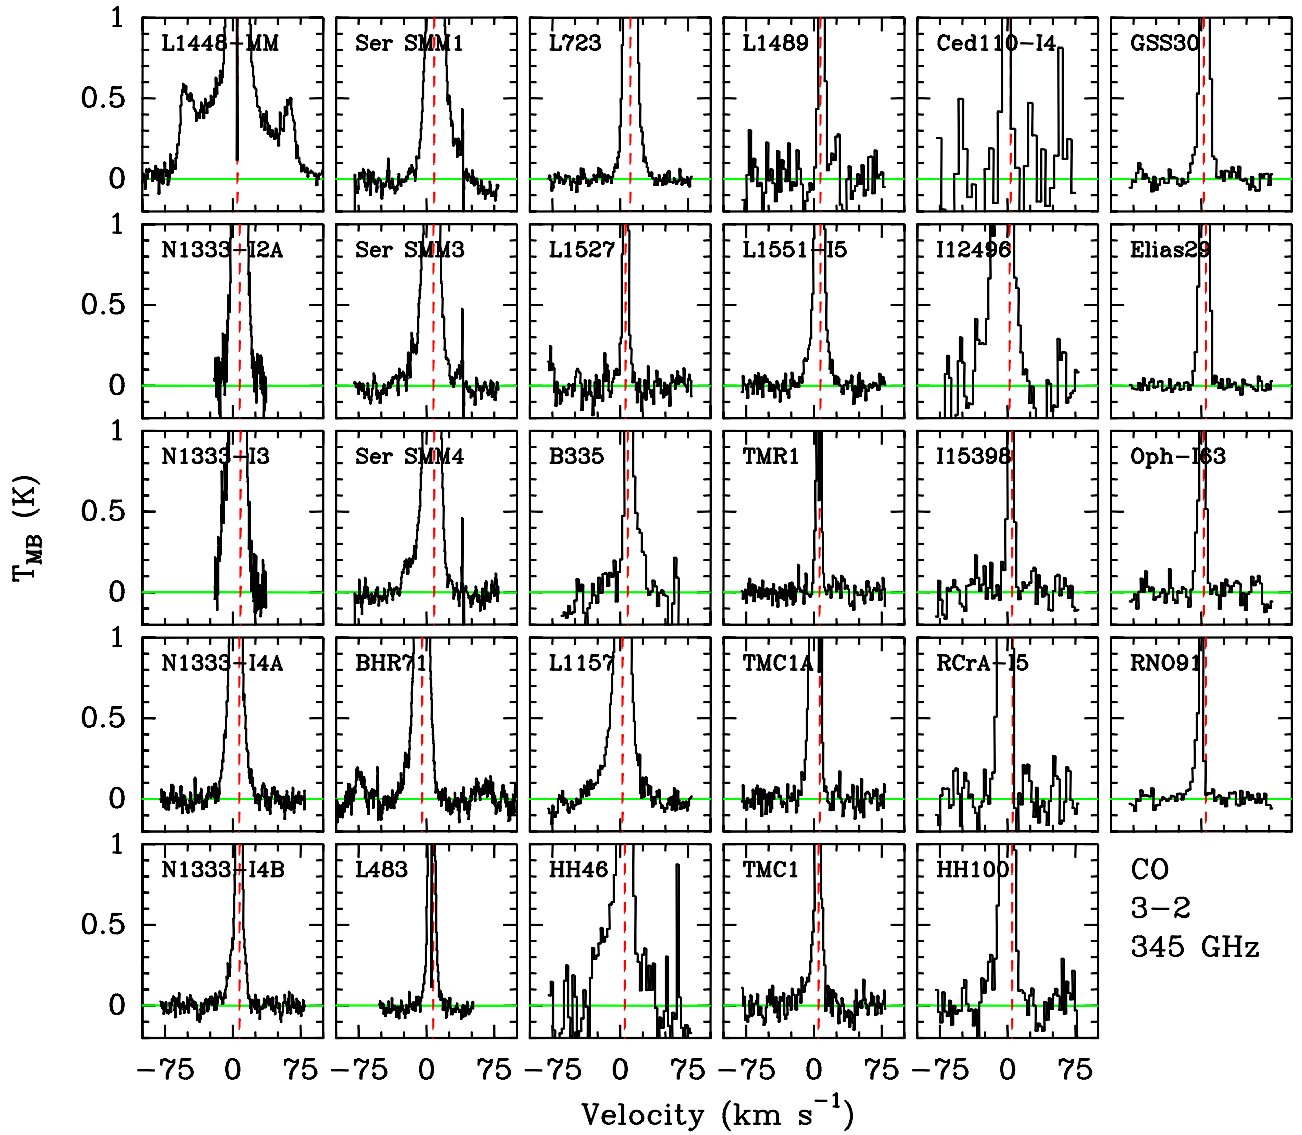 1
0.5
0
L1448-MM
Ser SMM1
L723
L1489
Ced110-I4
GSS30
1
0.5
0
N1333-I2A
Ser SMM3
L1527
L1551-I5
I12496
Elias29
1
0.5
0
N1333-I3
Ser SMM4
B335
TMR1
I15398
Oph-I63
1
0.5
0
N1333-I4A
BHR71
L1157
TMC1A
RCrA-I5
RNO91
1
0.5
0
N1333-I4B
L483
HH46
TMC1
HH100
CO
3-2
345 GHz
-75 0 75 -75 0 75 -75 0 75 -75 0 75 -75 0 75
Velocity (km s⁻¹)
T_MB (K)